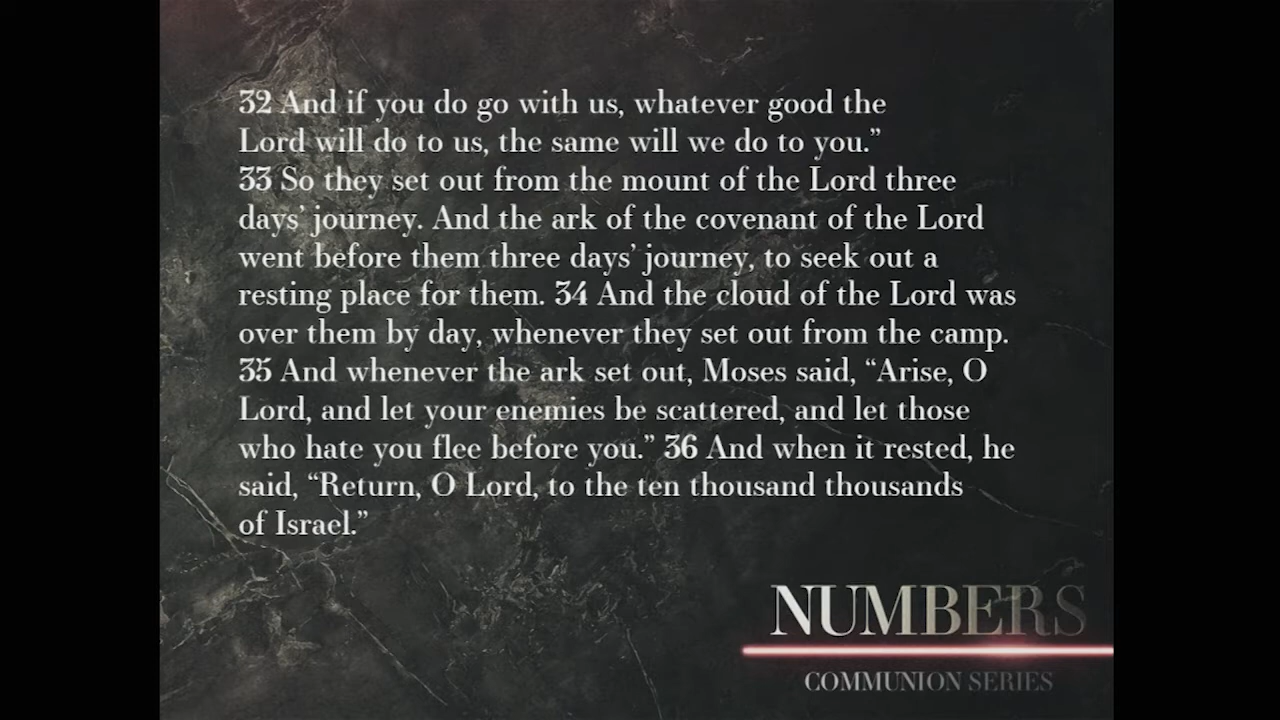 32 And if you do go with us, whatever good the
Lord will do to us, the same will we do to you.”
33 So they set out from the mount of the Lord three
days’ journey. And the ark of the covenant of the Lord
went before them three days’ journey, to seek out a
resting place for them. 34 And the cloud of the Lord was
over them by day, whenever they set out from the camp.
35 And whenever the ark set out, Moses said, “Arise, O
Lord, and let your enemies be scattered, and let those
who hate you flee before you.” 36 And when it rested, he
said, “Return, O Lord, to the ten thousand thousands
of Israel.”
NUMBERS
COMMUNION SERIES